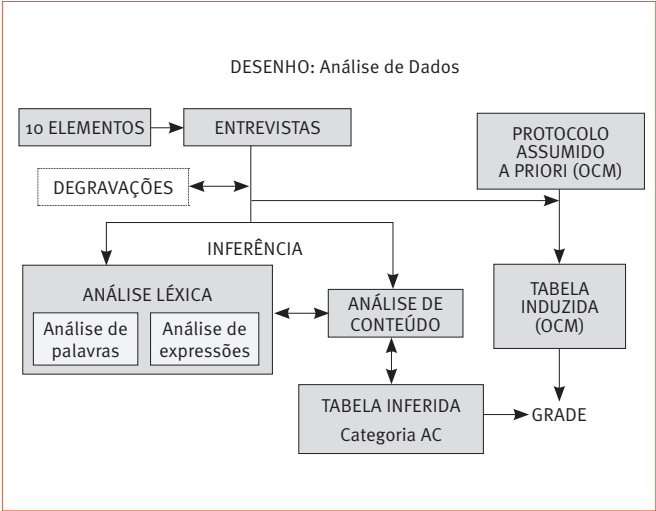 DESENHO: Análise de Dados
10 ELEMENTOS
ENTREVISTAS
PROTOCOLO
ASSUMIDO
A PRIORI (OCM)
DEGRAVAÇÕES
INFERÊNCIA
ANÁLISE LÉXICA
Análise de
palavras
Análise de
expressões
ANÁLISE DE
CONTEÚDO
TABELA
INDUZIDA
(OCM)
TABELA INFERIDA
Categoria AC
GRADE